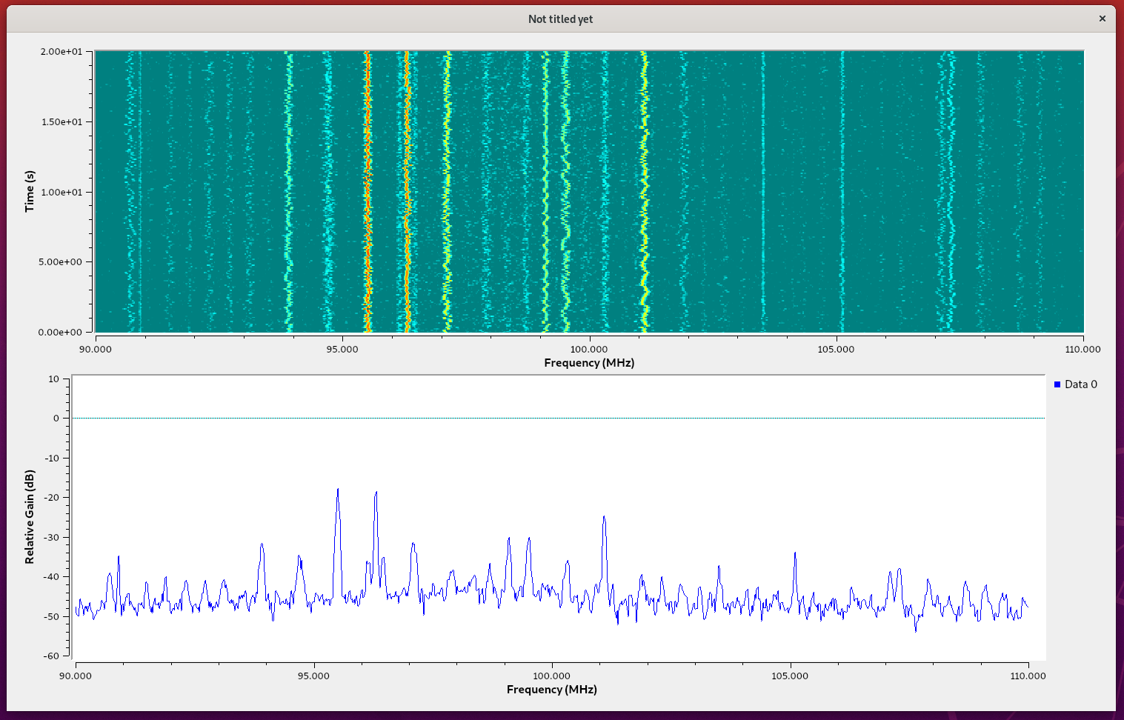 Not titled yet
×
2.00e+01
1.50e+01
1.00e+01
5.00e+00
0.00e+00
Time (s)
90.000 95.000 100.000 105.000 110.000
Frequency (MHz)
10
0
-10
-20
-30
-40
-50
-60
Relative Gain (dB)
Data 0
90.000 95.000 100.000 105.000 110.000
Frequency (MHz)